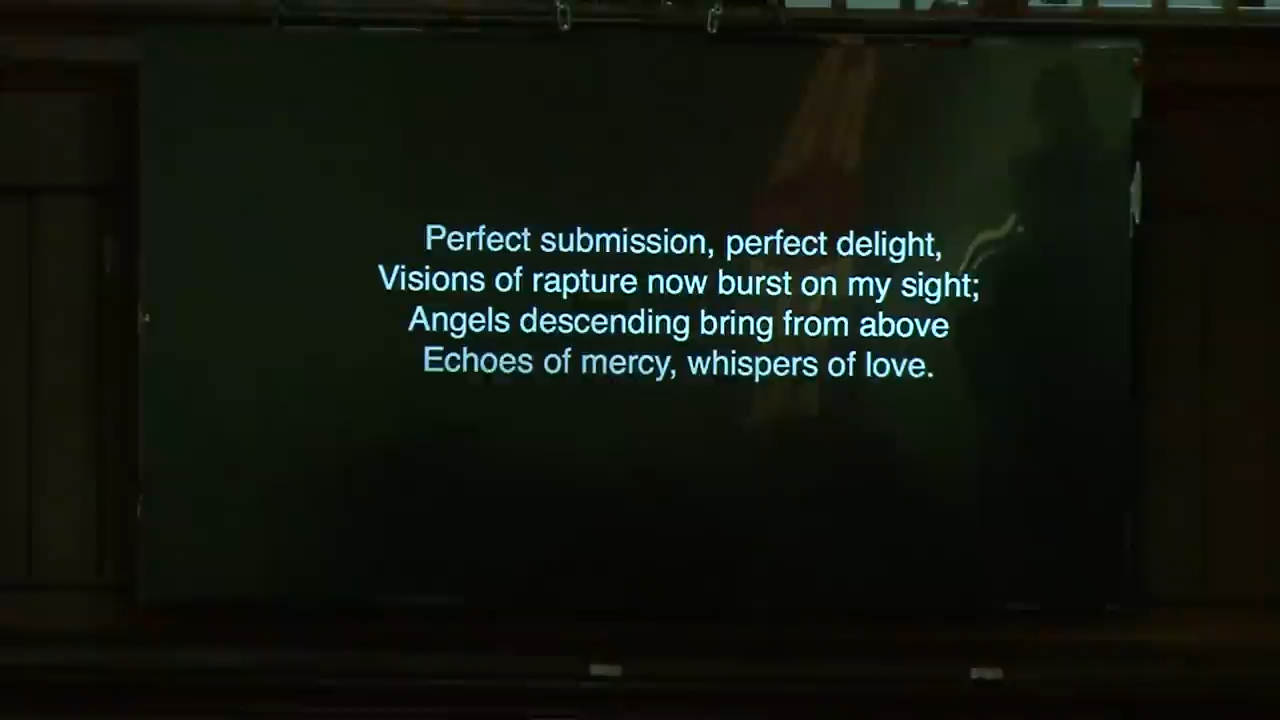 Perfect submission, perfect delight,
Visions of rapture now burst on my sight;
Angels descending bring from above
Echoes of mercy, whispers of love.